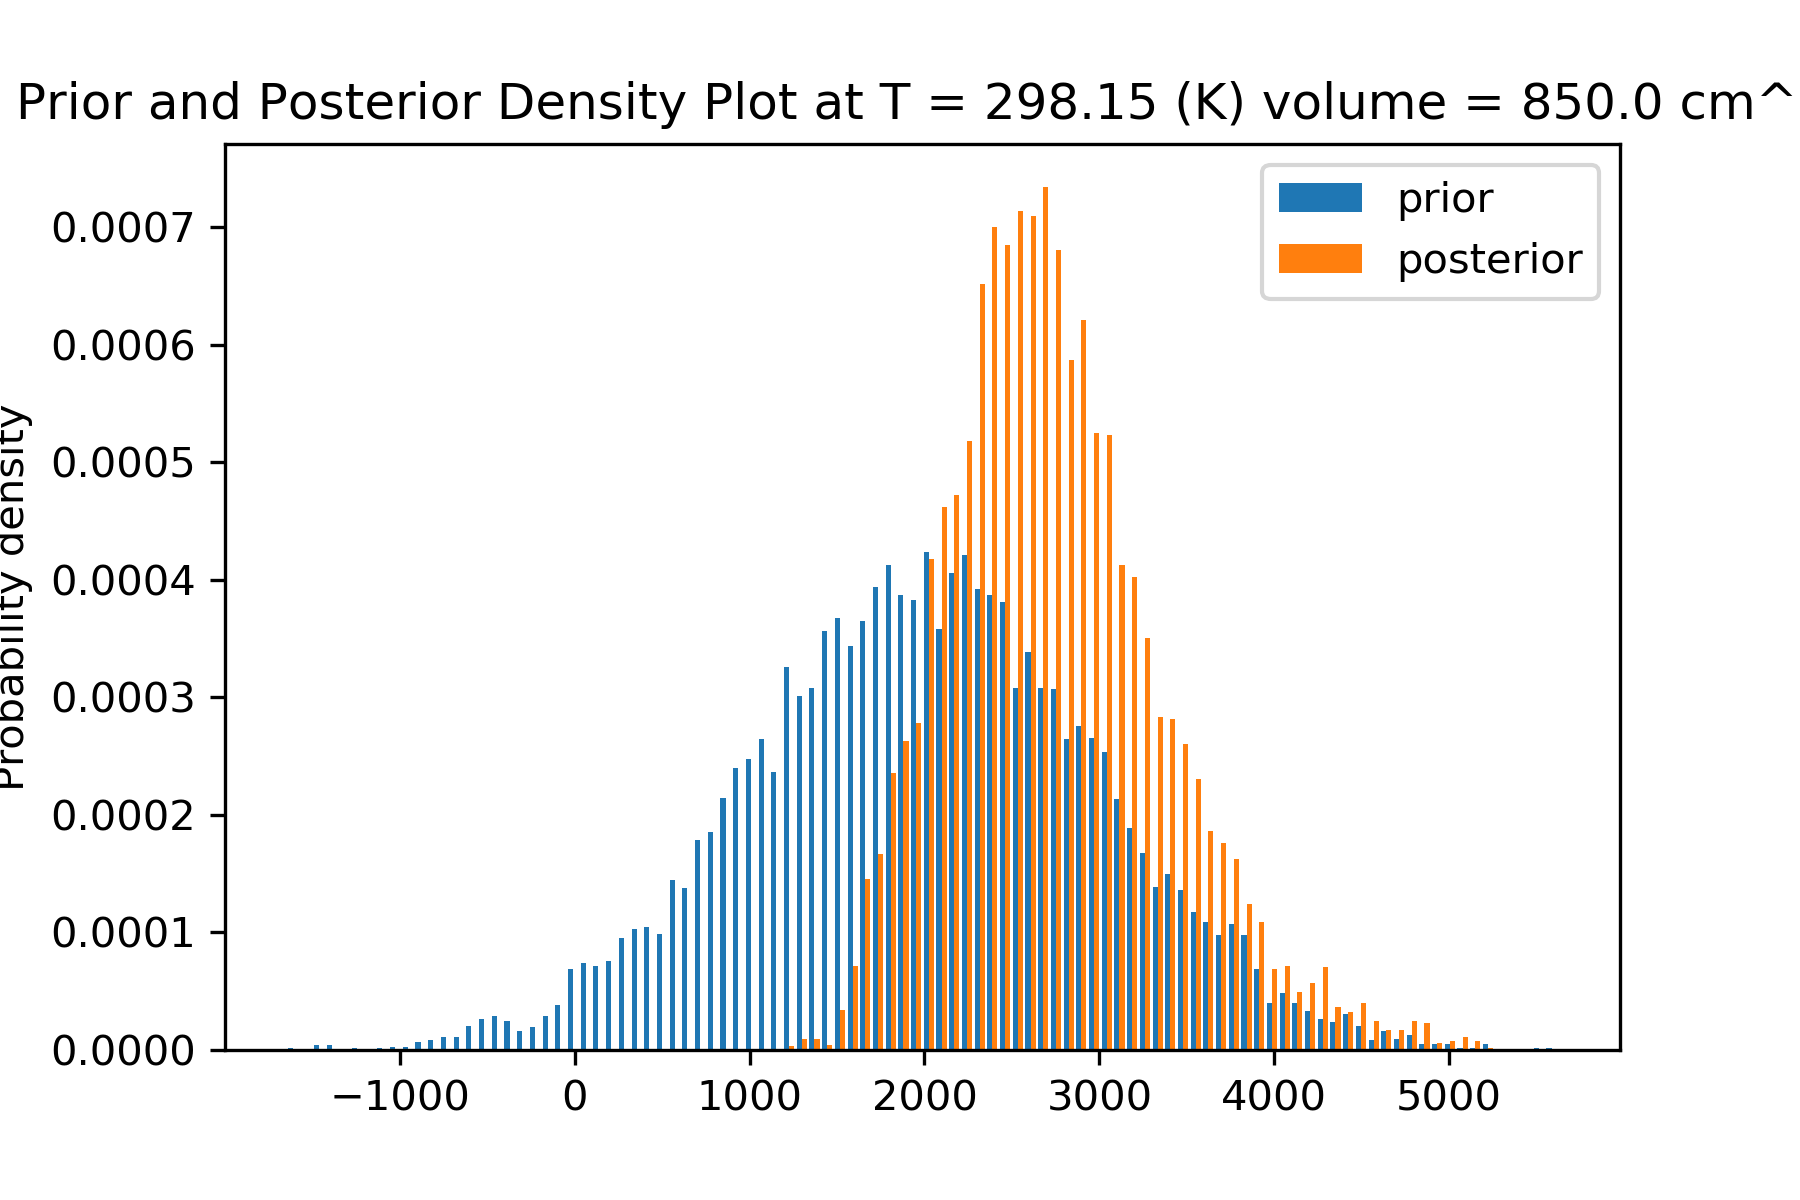 Prior and Posterior Density Plot at T = 298.15 (K) volume = 850.0 cm^
prior
posterior
Probability density
0.0007
0.0006
0.0005
0.0004
0.0003
0.0002
0.0001
0.0000
−1000 0 1000 2000 3000 4000 5000